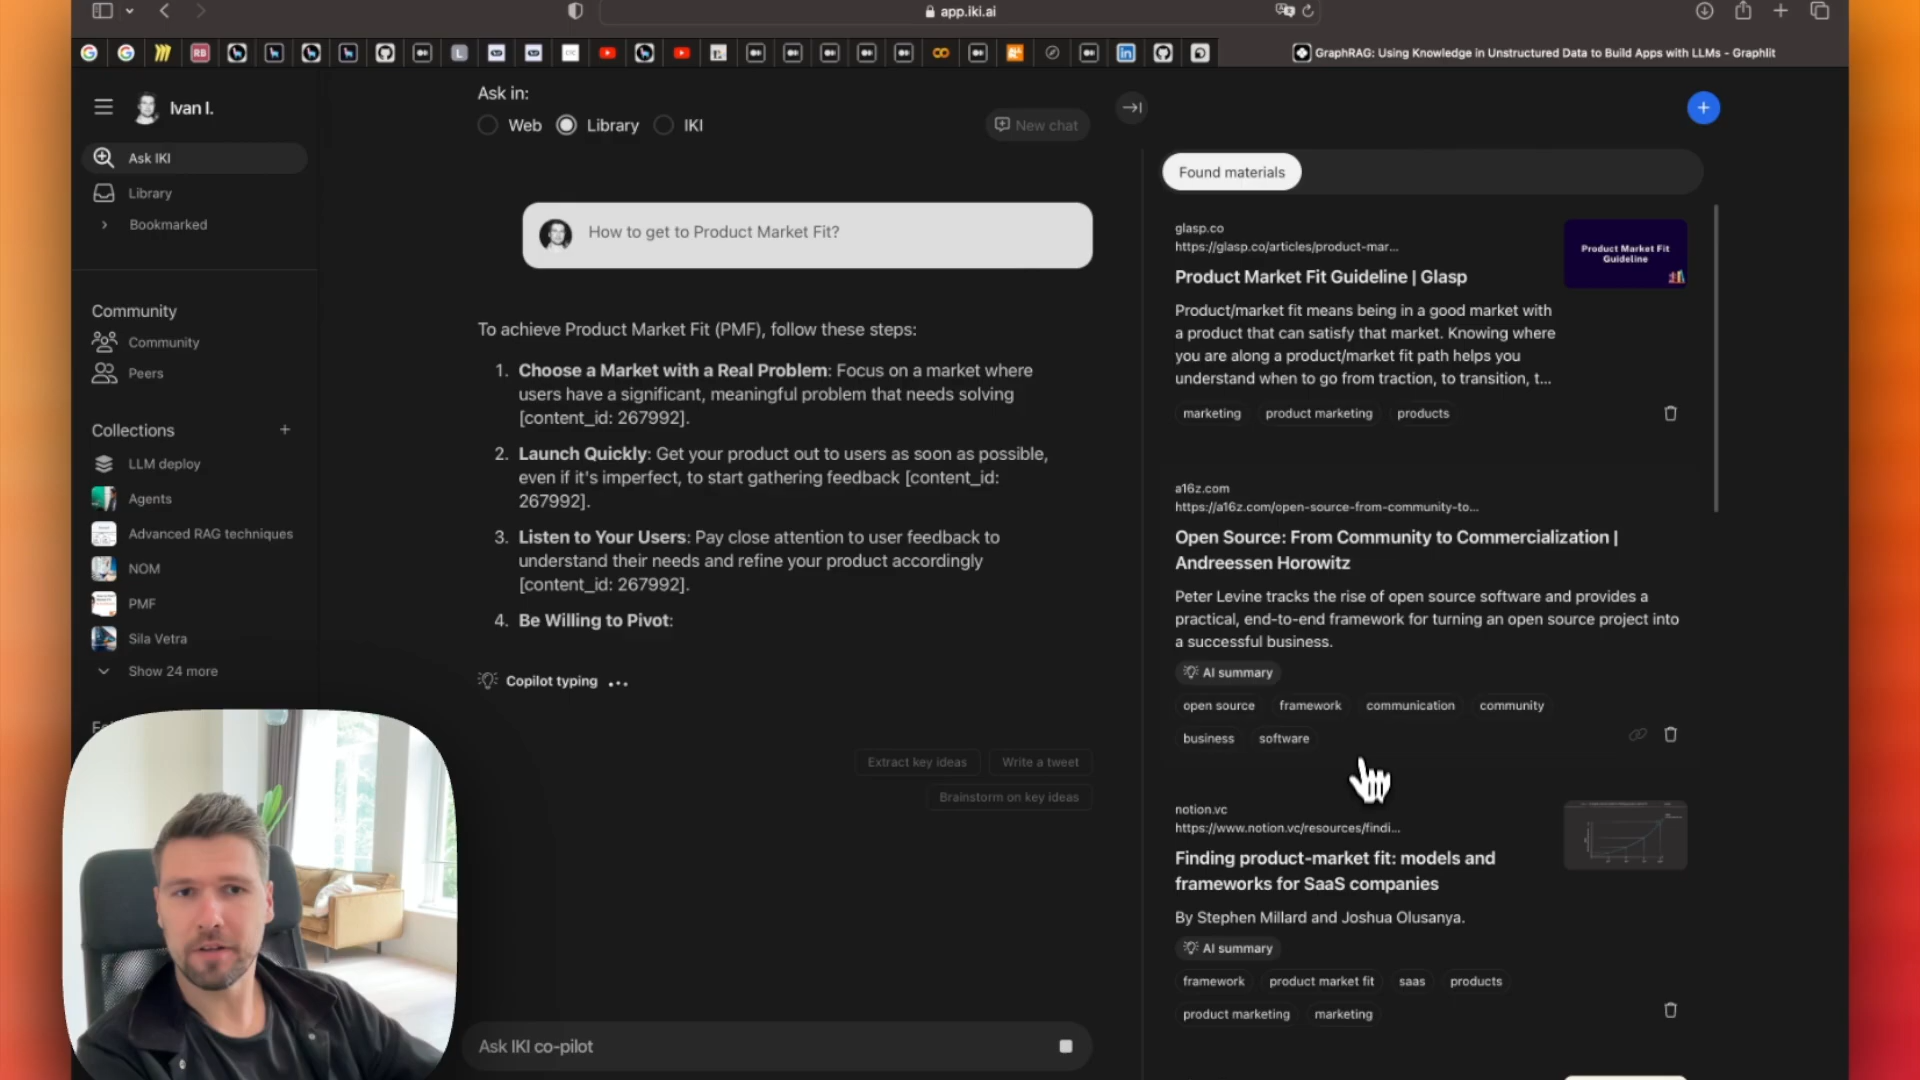 app.iki.ai
GraphRAG: Using Knowledge in Unstructured Data to Build Apps with LLMs - Graphlit
Ivan I.
Ask IKI
Library
Bookmarked
Community
Community
Peers
Collections
LLM deploy
Agents
Advanced RAG techniques
NOM
PMF
Sila Vetra
Show 24 more
Ask in:
Web
Library
IKI
New chat
How to get to Product Market Fit?
To achieve Product Market Fit (PMF), follow these steps:
1. Choose a Market with a Real Problem: Focus on a market where
users have a significant, meaningful problem that needs solving
[content_id: 267992].
2. Launch Quickly: Get your product out to users as soon as possible,
even if it's imperfect, to start gathering feedback [content_id:
267992].
3. Listen to Your Users: Pay close attention to user feedback to
understand their needs and refine your product accordingly
[content_id: 267992].
4. Be Willing to Pivot:
Copilot typing ...
Extract key ideas
Write a tweet
Brainstorm on key ideas
Ask IKI co-pilot
Found materials
glasp.co
https://glasp.co/articles/product-mar...
Product Market Fit Guideline | Glasp
Product/market fit means being in a good market with
a product that can satisfy that market. Knowing where
you are along a product/market fit path helps you
understand when to go from traction, to transition, t...
marketing
product marketing
products
Product Market Fit
Guideline
a16z.com
https://a16z.com/open-source-from-community-to...
Open Source: From Community to Commercialization |
Andreessen Horowitz
Peter Levine tracks the rise of open source software and provides a
practical, end-to-end framework for turning an open source project into
a successful business.
AI summary
open source
framework
communication
community
business
software
notion.vc
https://www.notion.vc/resources/findi...
Finding product-market fit: models and
frameworks for SaaS companies
By Stephen Millard and Joshua Olusanya.
AI summary
framework
product market fit
saas
products
product marketing
marketing